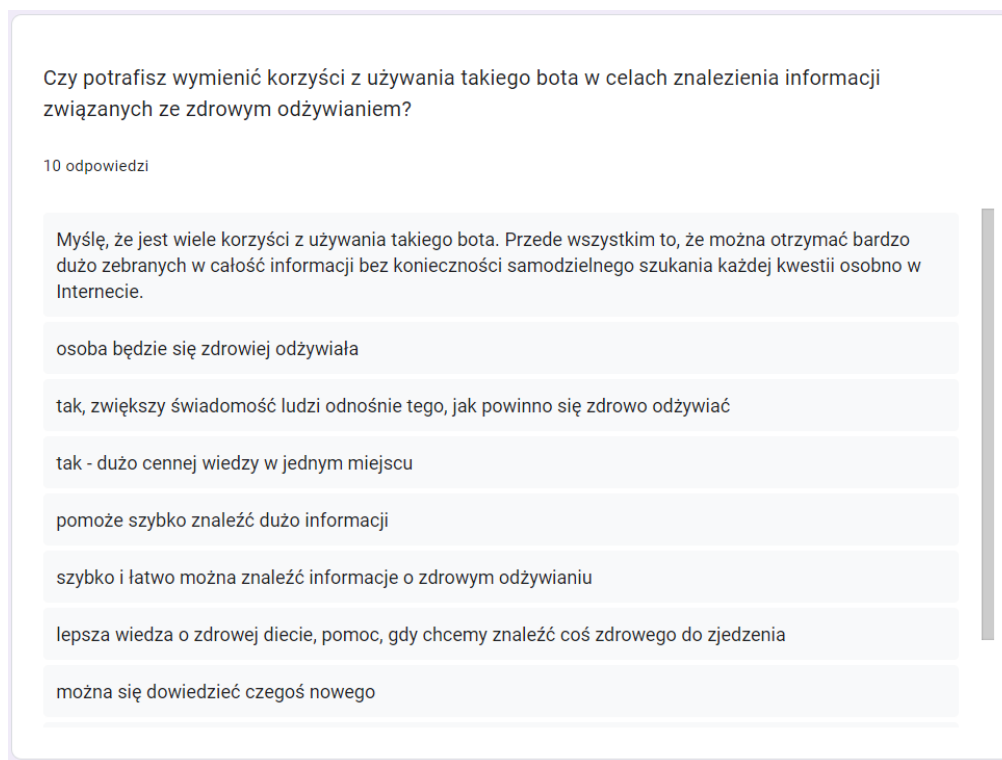 Czy potrafisz wymienić korzyści z używania takiego bota w celach znalezienia informacji
związanych ze zdrowym odżywianiem?
10 odpowiedzi
Myślę, że jest wiele korzyści z używania takiego bota. Przede wszystkim to, że można otrzymać bardzo
dużo zebranych w całość informacji bez konieczności samodzielnego szukania każdej kwestii osobno w
Internecie.
osoba będzie się zdrowiej odżywiała
tak, zwiększy świadomość ludzi odnośnie tego, jak powinno się zdrowo odżywiać
tak - dużo cennej wiedzy w jednym miejscu
pomoże szybko znaleźć dużo informacji
szybko i łatwo można znaleźć informacje o zdrowym odżywianiu
lepsza wiedza o zdrowej diecie, pomoc, gdy chcemy znaleźć coś zdrowego do zjedzenia
można się dowiedzieć czegoś nowego